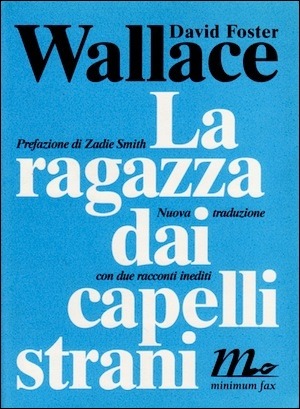 David Foster
Wallace
La
Prefazione di Zadie Smith
ragazza
Nuova traduzione
dai
con due racconti inediti
capelli
strani
minimum fax